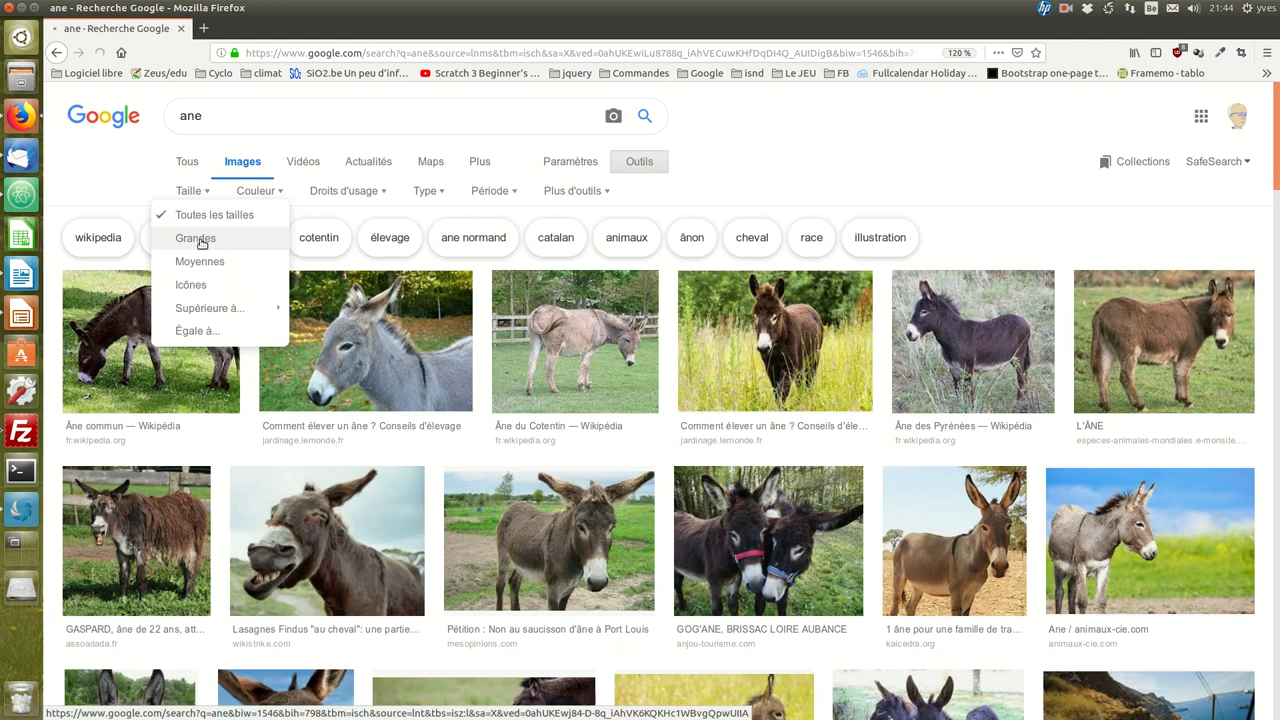 ane - Recherche Google - Mozilla Firefox
Be
21:44
yves
ane - Recherche Google
https://www.google.com/search?q=ane&source=lnms&tbm=isch&sa=X&ved=0ahUKEwiLu8788q_iAhVECuwKHfDqDI4Q_AUIDigB&biw=1546&bih=7
120 %
Logiciel libre
Zeus/edn
Cyclo
climat
SiO2.be Un peu d'inf...
Scratch 3 Beginner's ...
jquery
Commandes
Google
isnd
Le JEU
FB
Fullcalendar Holiday ...
Bootstrap one-page t...
Framemo - tablo
Google
ane
Tous
Images
Vidéos
Actualités
Maps
Plus
Paramètres
Outils
Collections
SafeSearch
Taille
Couleur
Droits d'usage
Type
Période
Plus d'outils
Toutes les tailles
Grandes
Moyennes
Icônes
Supérieure à...
Égale à...
wikipedia
cotentin
élevage
ane normand
catalan
animaux
ânon
cheval
race
illustration
Âne commun — Wikipédia
fr.wikipedia.org
Comment élever un âne ? Conseils d'élevage
jardinage.lemonde.fr
Âne du Cotentin — Wikipédia
fr.wikipedia.org
Comment élever un âne ? Conseils d'éle...
jardinage.lemonde.fr
Âne des Pyrénées — Wikipédia
fr.wikipedia.org
L'ÂNE
especes-animales-mondiales.e-monsite....
GASPARD, âne de 22 ans, att...
assoadada.fr
Lasagnes Findus "au cheval": une partie...
wikistrike.com
Pétition : Non au saucisson d'âne à Port Louis
mesopinions.com
GOG'ANE, BRISSAC LOIRE AUBANCE
anjou-tourisme.com
1 âne pour une famille de tra...
kaicedra.org
Ane / animaux-cie.com
animaux-cie.com
https://www.google.com/search?q=ane&biw=1546&bih=798&tbm=isch&source=lnt&tbs=isz:l&sa=X&ved=0ahUKEwj84-D-8q_iAhVK6KQKHc1WBvgQpwUIIA